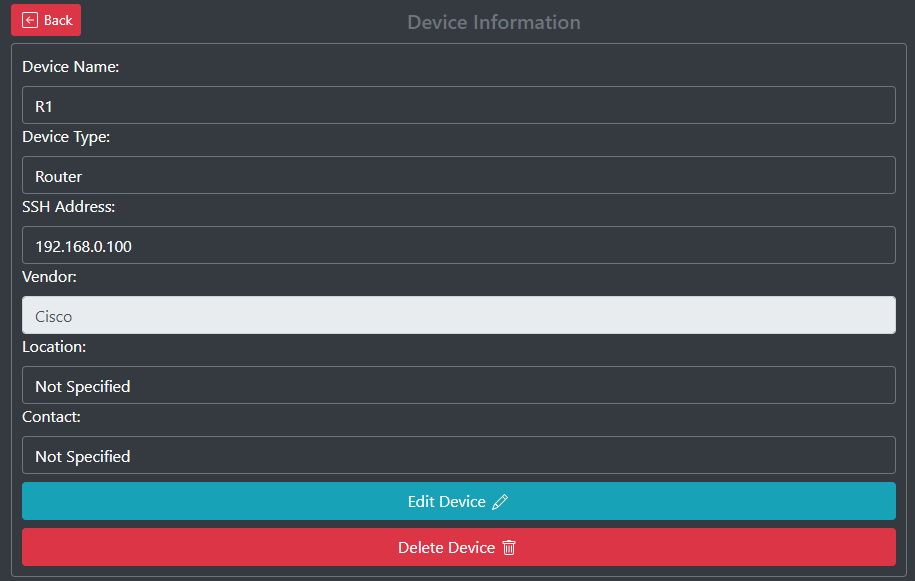 Back
Device Information
Device Name:
R1
Device Type:
Router
SSH Address:
192.168.0.100
Vendor:
Cisco
Location:
Not Specified
Contact:
Not Specified
Edit Device
Delete Device